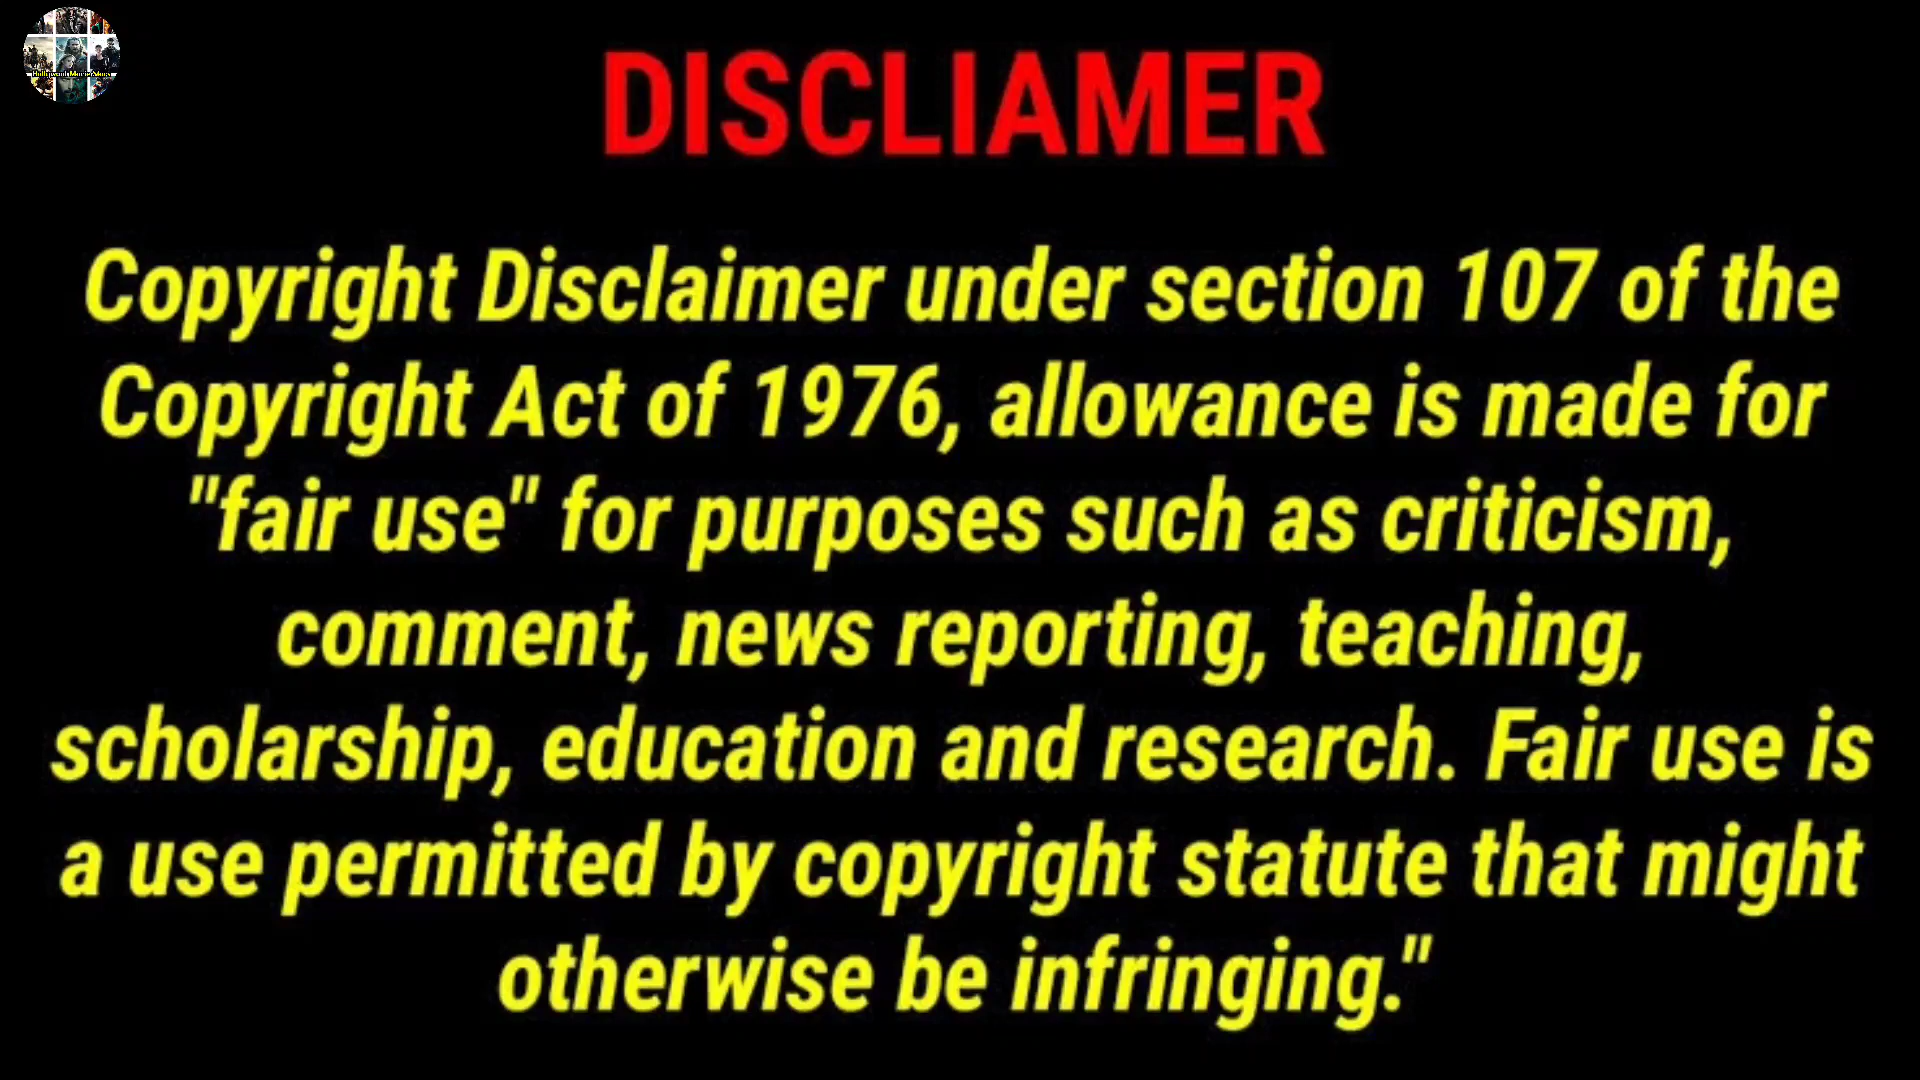 DISCLIAMER
Copyright Disclaimer under section 107 of the
Copyright Act of 1976, allowance is made for
"fair use" for purposes such as criticism,
comment, news reporting, teaching,
scholarship, education and research. Fair use is
a use permitted by copyright statute that might
otherwise be infringing."